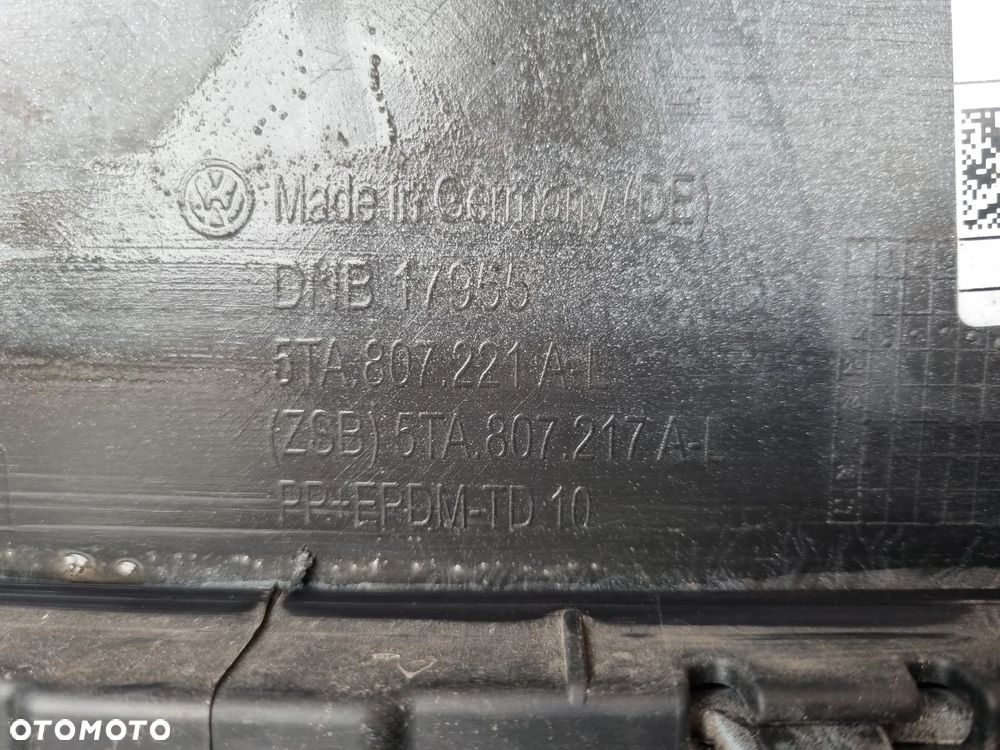 Made in Germany (DE)
DNB 17955
5TA.807.221 A-L
(ZSB) 5TA.807.217 A-L
PP+EPDM-TD 10
OTOMOTO